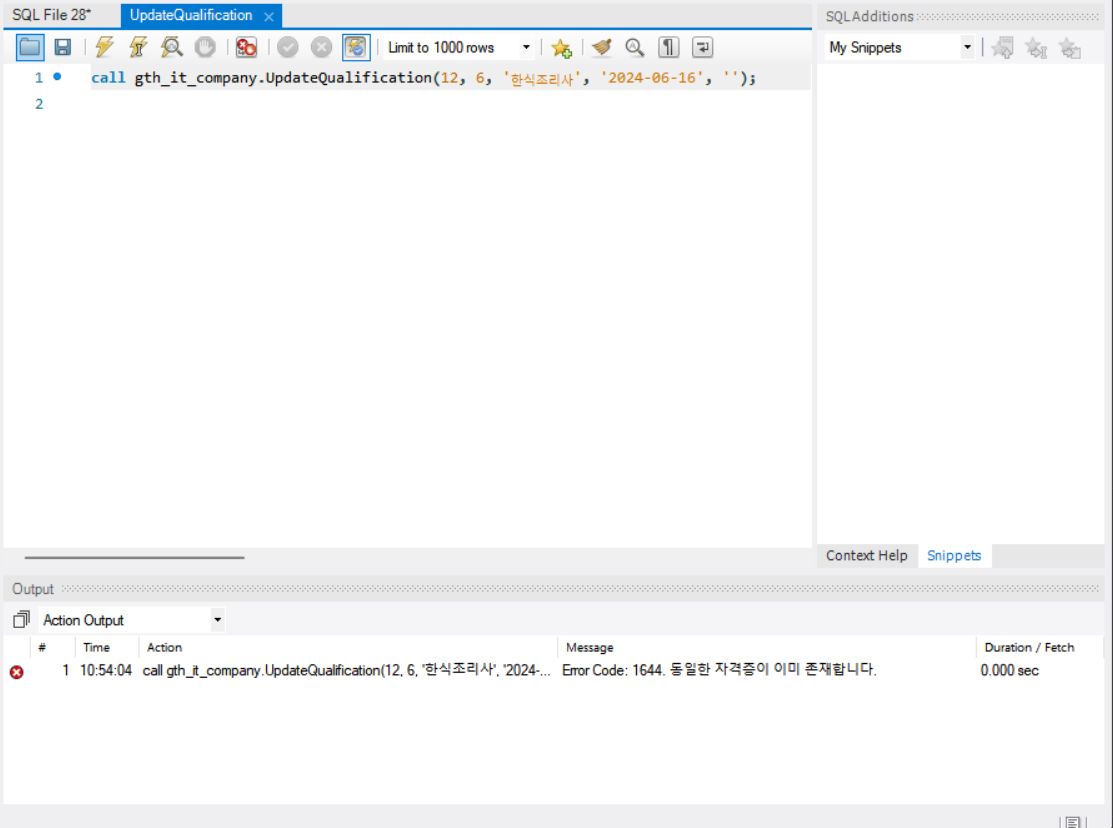 SQL File 28* UpdateQualification × SQLAdditions
Limit to 1000 rows My Snippets
1 call gth_it_company.UpdateQualification(12, 6, '한식조리사', '2024-06-16', '');
2
Context Help Snippets
Output
Action Output
# Time Action Message Duration / Fetch
1 10:54:04 call gth_it_company.UpdateQualification(12, 6, '한식조리사', '2024-... Error Code: 1644. 동일한 자격증이 이미 존재합니다. 0.000 sec